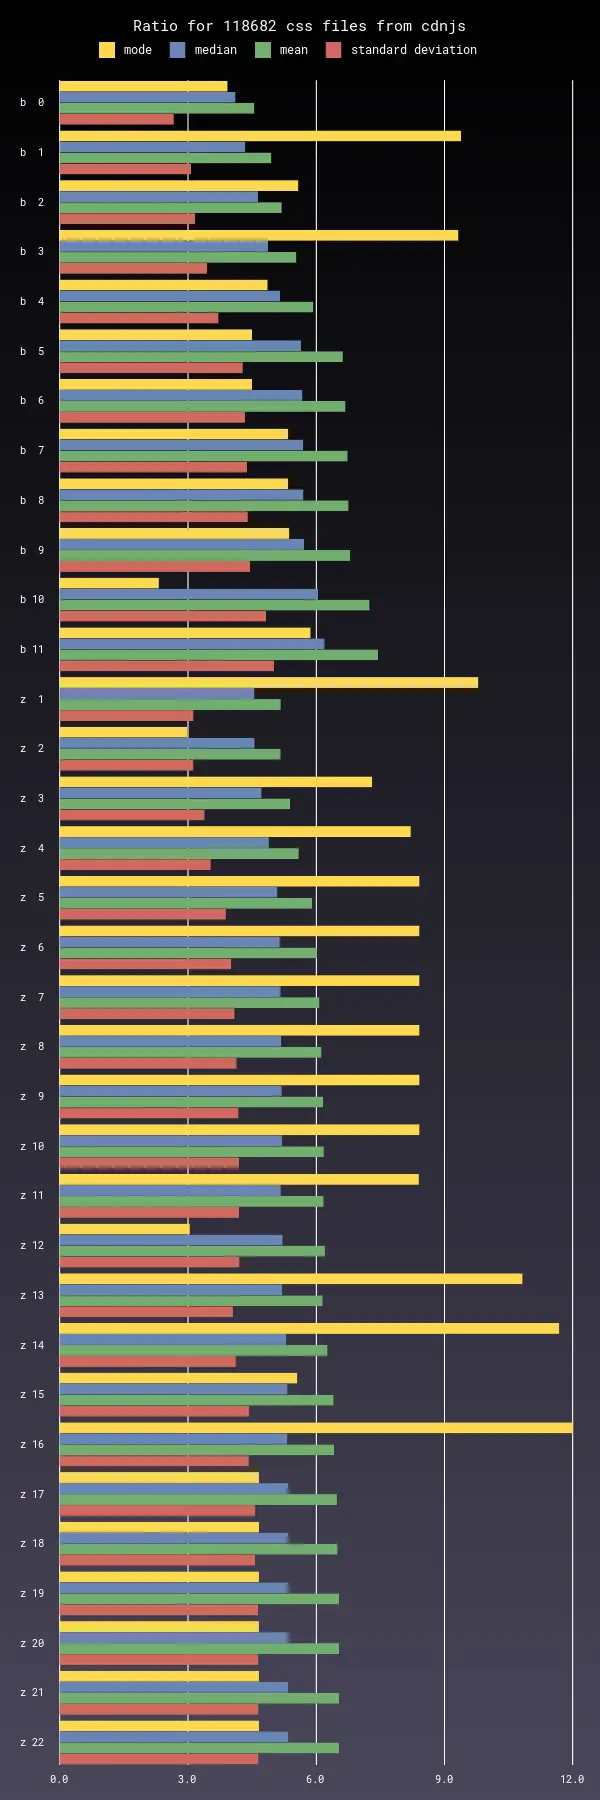 Ratio for 118682 css files from cdnjs
mode median mean standard deviation
b 0
b 1
b 2
b 3
b 4
b 5
b 6
b 7
b 8
b 9
b 10
b 11
z 1
z 2
z 3
z 4
z 5
z 6
z 7
z 8
z 9
z 10
z 11
z 12
z 13
z 14
z 15
z 16
z 17
z 18
z 19
z 20
z 21
z 22
0.0 3.0 6.0 9.0 12.0